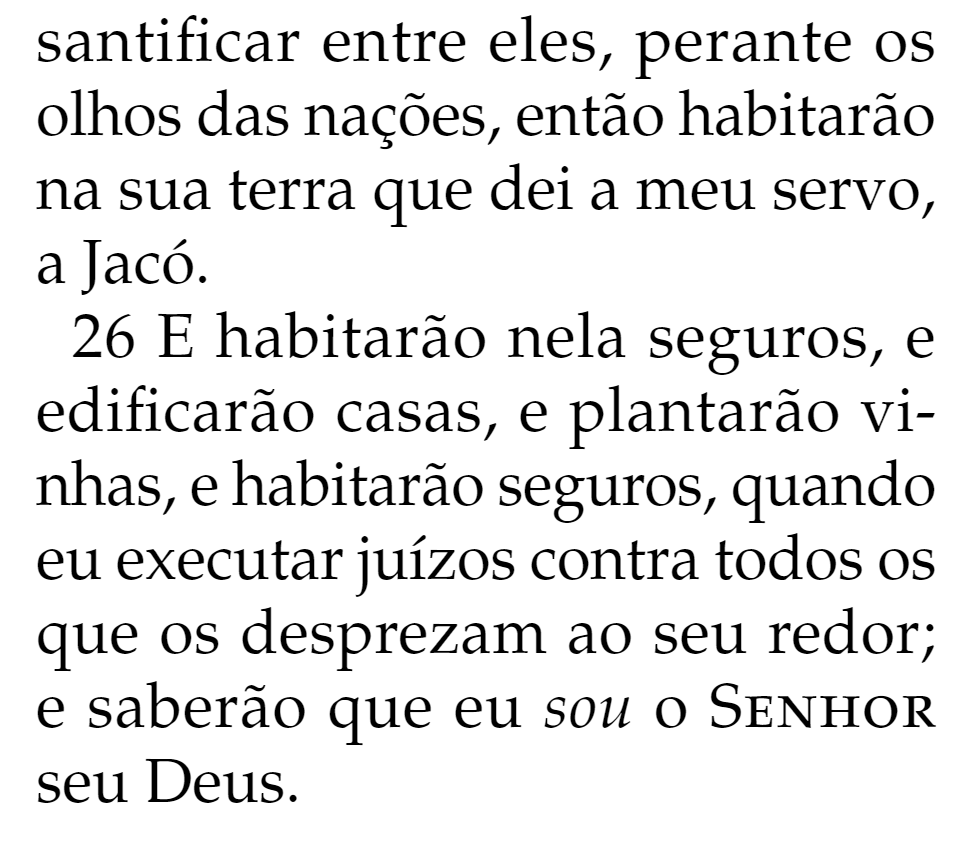 santificar entre eles, perante os
olhos das nações, então habitarão
na sua terra que dei a meu servo,
a Jacó.
26 E habitarão nela seguros, e
edificarão casas, e plantarão vi-
nhas, e habitarão seguros, quando
eu executar juízos contra todos os
que os desprezam ao seu redor;
e saberão que eu sou o SENHOR
seu Deus.